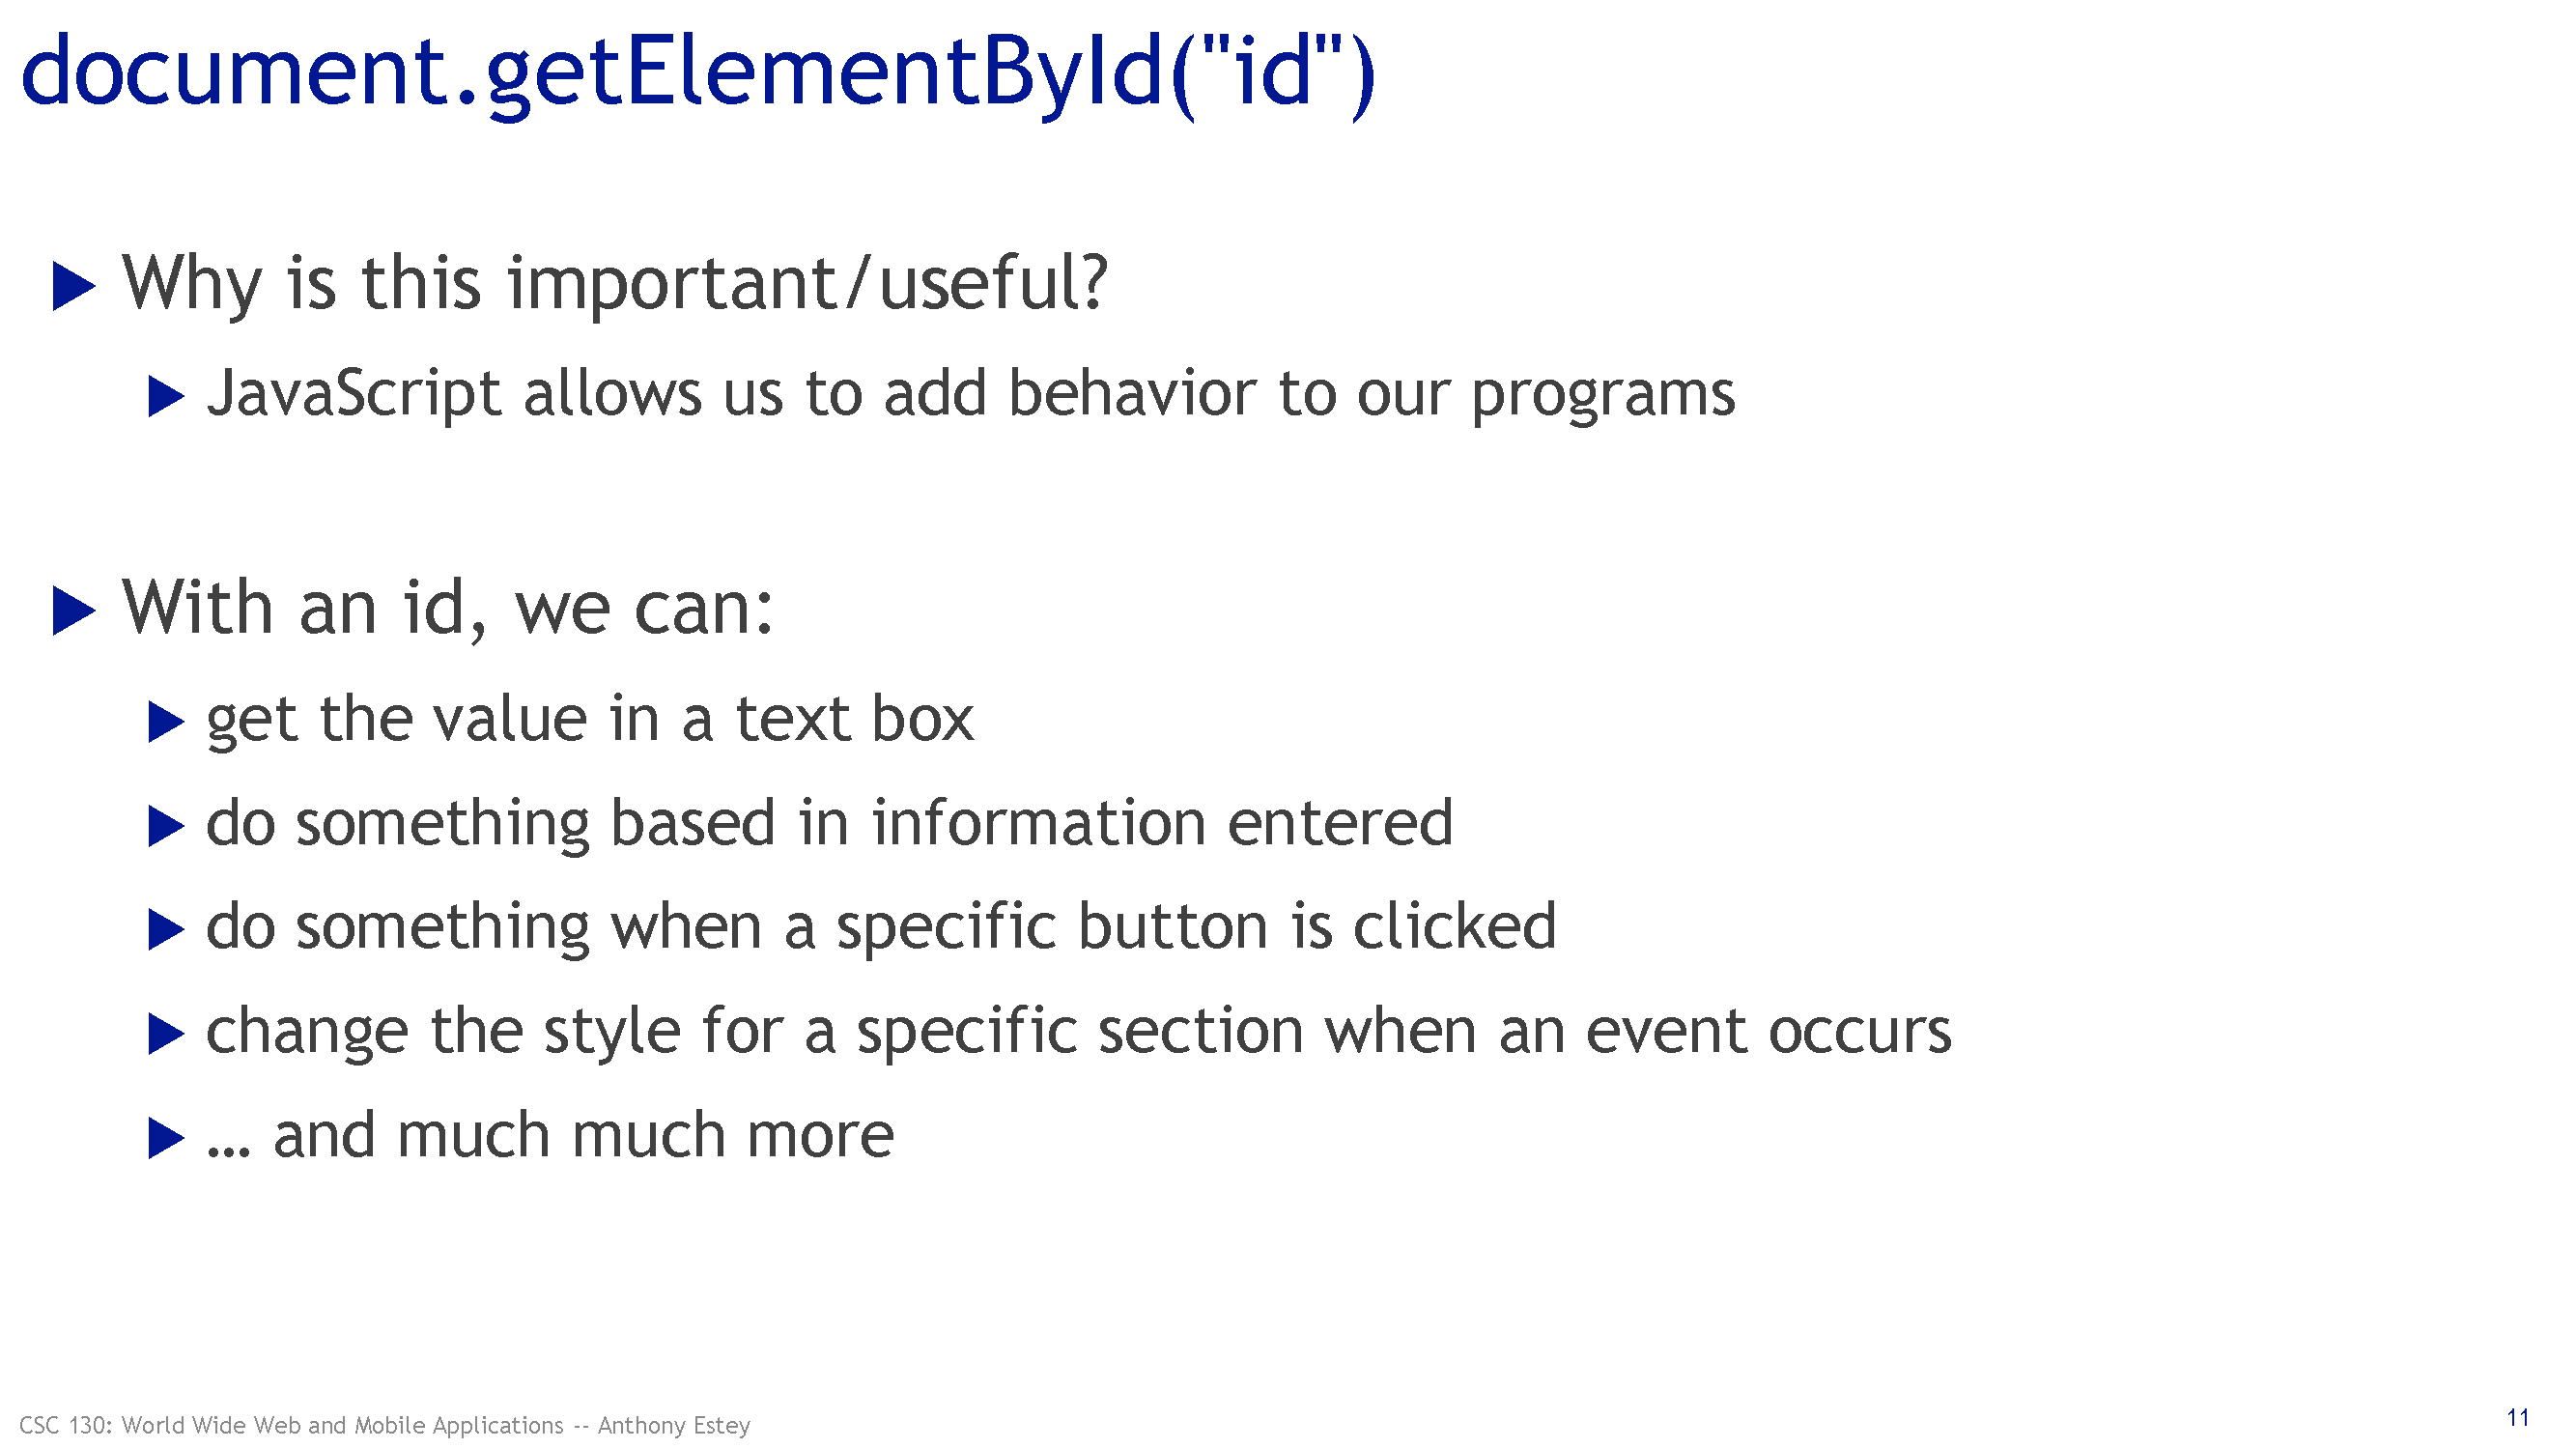 document.getElementById("id")
Why is this important/useful?
JavaScript allows us to add behavior to our programs
With an id, we can:
get the value in a text box
do something based in information entered
do something when a specific button is clicked
change the style for a specific section when an event occurs
… and much much more
CSC 130: World Wide Web and Mobile Applications -- Anthony Estey
11